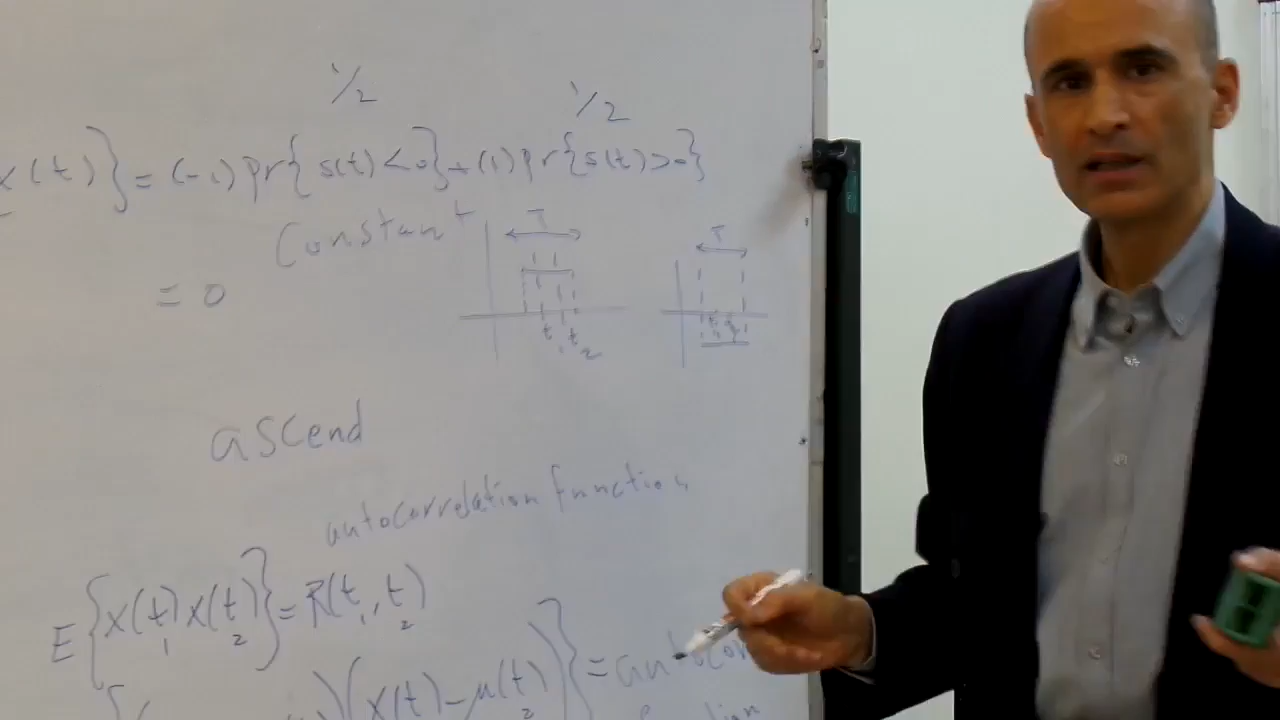 1/2 1/2
x(t)} = (-1) pr{ s(t) < 0} + (1) pr{ s(t) > 0}
Constant
T T
= 0
t1 t2
ascend
autocorrelation function
E{x(t1) x(t2)} = R(t1, t2)
)(x(t) - μ(t2)} = autocor